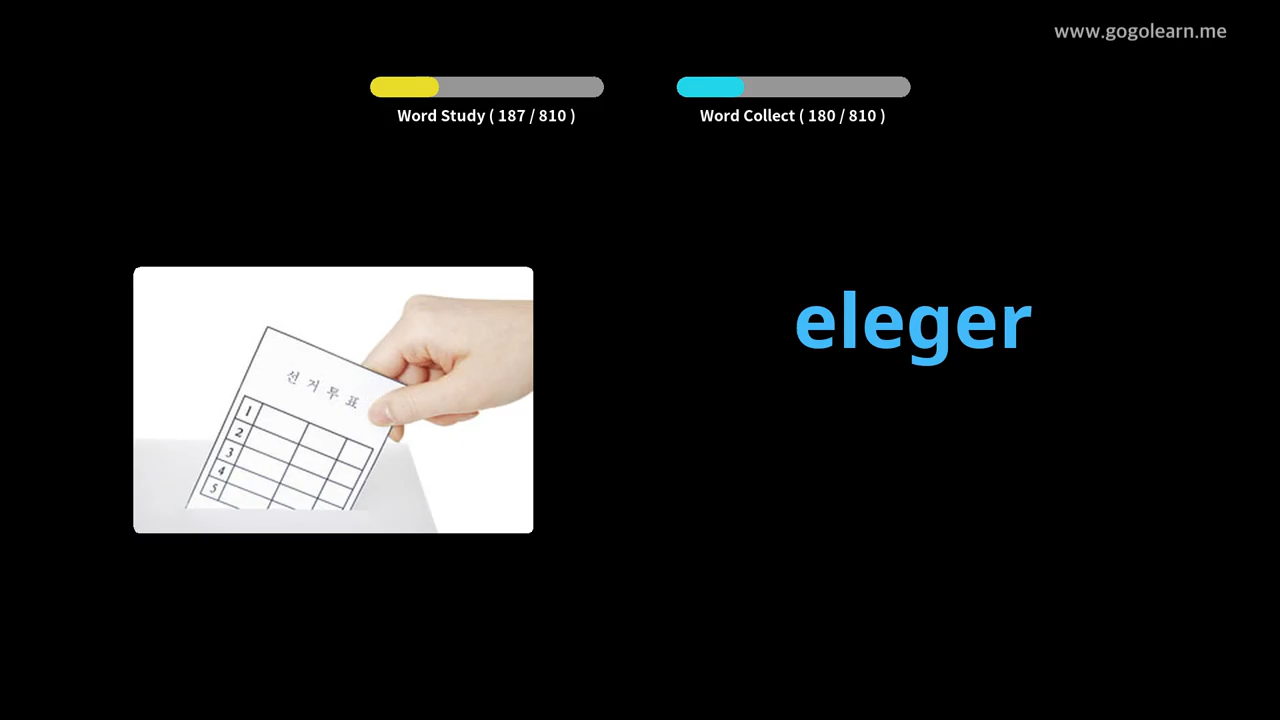 www.gogolearn.me
Word Study ( 187 / 810 )
Word Collect ( 180 / 810 )
eleger
선거투표
1
2
3
4
5